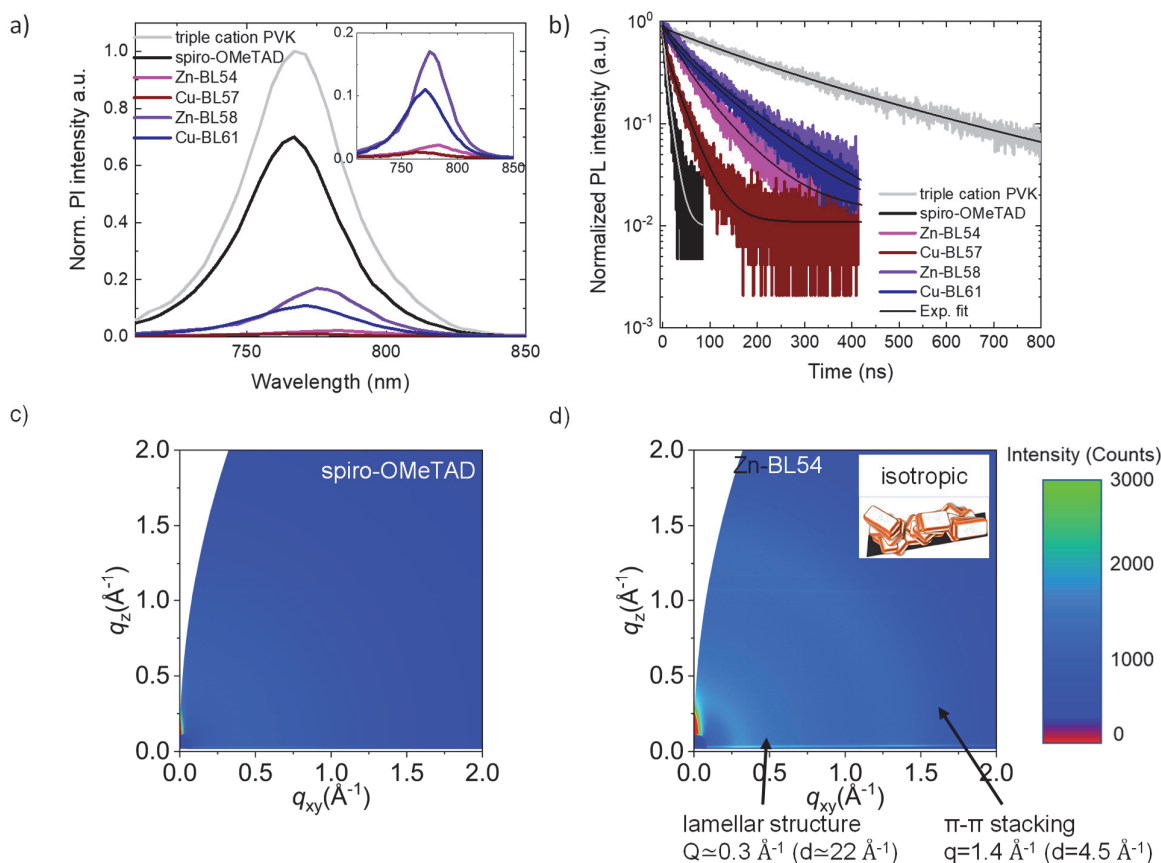 a)
Norm. PI intensity a.u.
1.0
0.8
0.6
0.4
0.2
0.0
triple cation PVK
spiro-OMeTAD
Zn-BL54
Cu-BL57
Zn-BL58
Cu-BL61
0.2
0.1
0.0
750
800
850
750
800
850
Wavelength (nm)
b)
Normalized PL intensity (a.u.)
10⁰
10⁻¹
10⁻²
10⁻³
triple cation PVK
spiro-OMeTAD
Zn-BL54
Cu-BL57
Zn-BL58
Cu-BL61
Exp. fit
0 100 200 300 400 500 600 700 800
Time (ns)
c)
spiro-OMeTAD
2.0
1.5
1.0
0.5
0.0
qz(Å⁻¹)
0.0 0.5 1.0 1.5 2.0
qxy(Å⁻¹)
d)
Zn-BL54
isotropic
2.0
1.5
1.0
0.5
0.0
qz(Å⁻¹)
0.0 0.5 1.0 1.5 2.0
qxy(Å⁻¹)
Intensity (Counts)
3000
2000
1000
0
lamellar structure
Q≃0.3 Å⁻¹ (d≃22 Å⁻¹)
π-π stacking
q=1.4 Å⁻¹ (d=4.5 Å⁻¹)